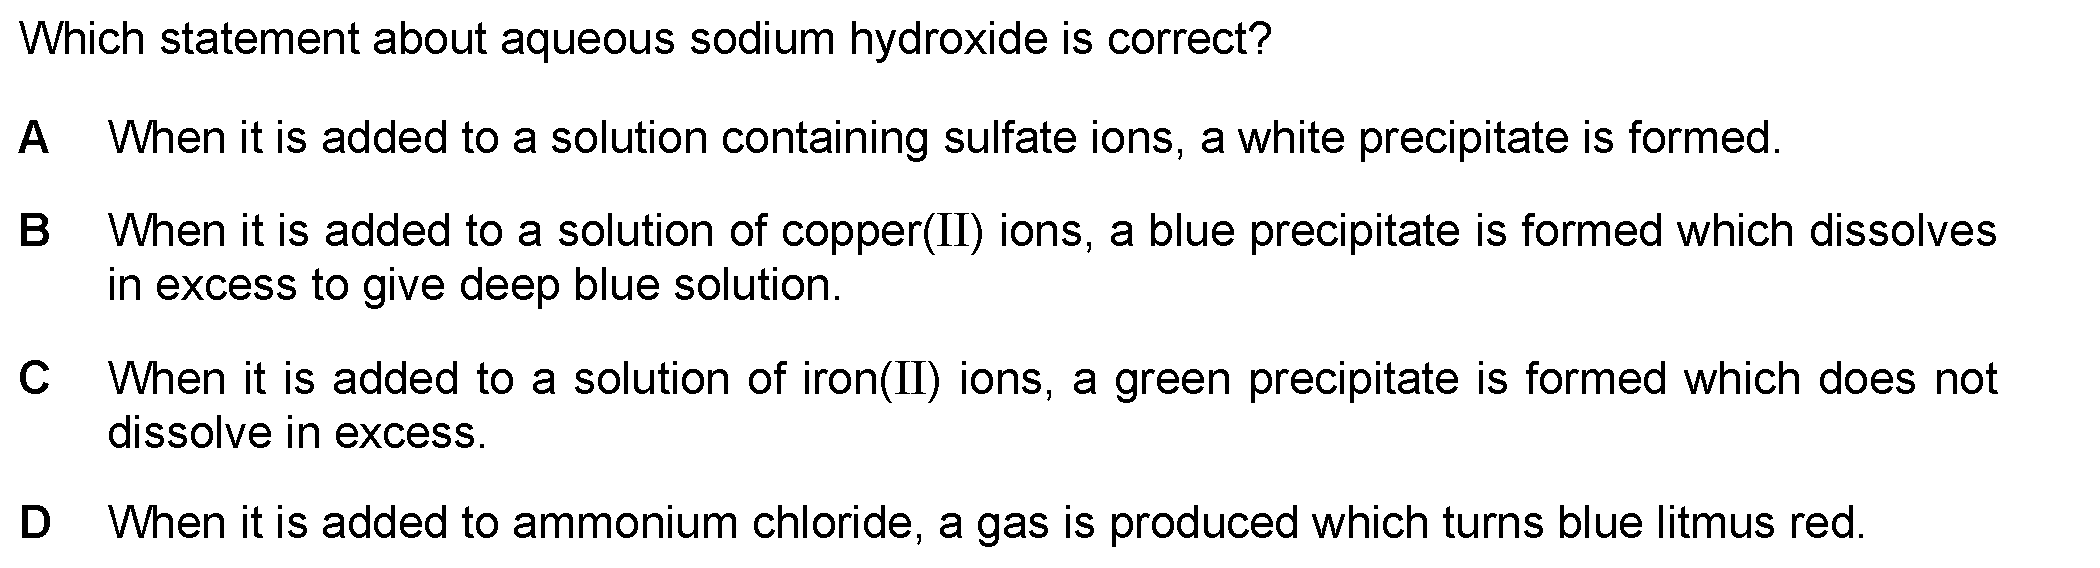 Which statement about aqueous sodium hydroxide is correct?
A When it is added to a solution containing sulfate ions, a white precipitate is formed.
B When it is added to a solution of copper(II) ions, a blue precipitate is formed which dissolves
in excess to give deep blue solution.
C When it is added to a solution of iron(II) ions, a green precipitate is formed which does not
dissolve in excess.
D When it is added to ammonium chloride, a gas is produced which turns blue litmus red.